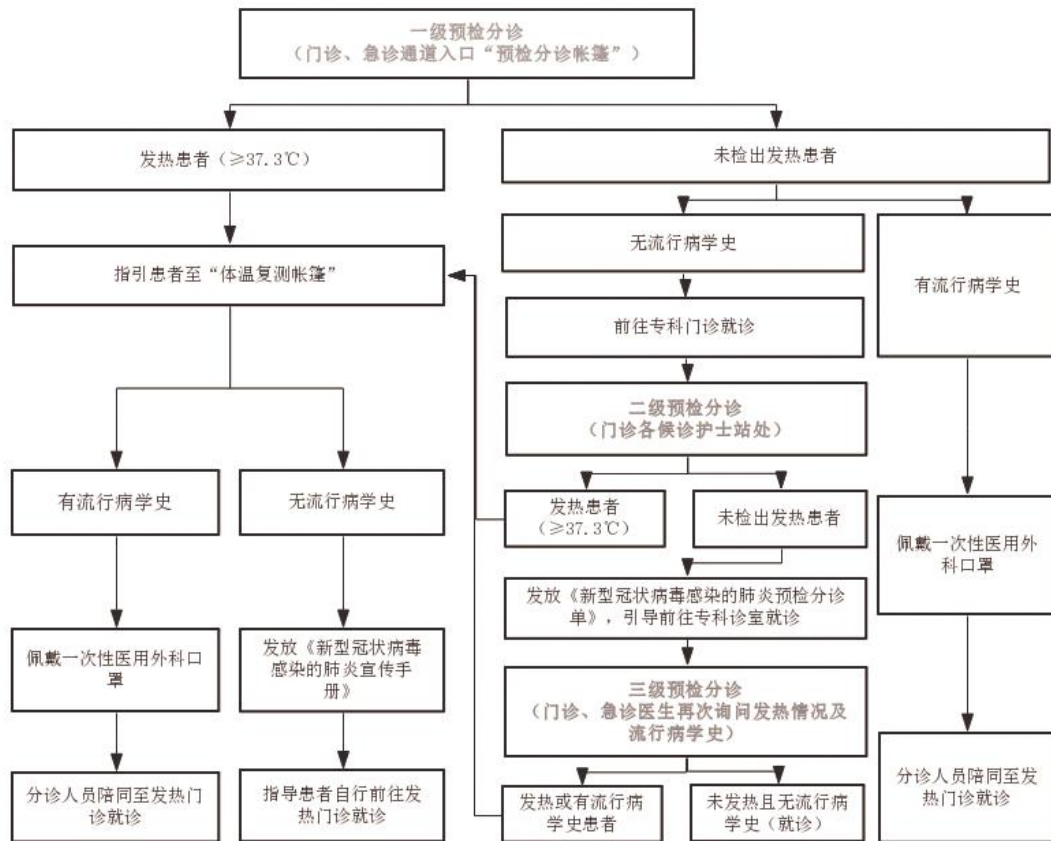 一级预检分诊
（门诊、急诊通道入口“预检分诊帐篷”）
发热患者（≥37.3℃）
未检出发热患者
指引患者至“体温复测帐篷”
无流行病学史
有流行病学史
前往专科门诊就诊
二级预检分诊
（门诊各候诊护士站处）
有流行病学史
无流行病学史
发热患者
（≥37.3℃）
未检出发热患者
佩戴一次性医用外
科口罩
发放《新型冠状病毒感染的肺炎预检分诊
单》，引导前往专科诊室就诊
佩戴一次性医用外科口
罩
发放《新型冠状病毒
感染的肺炎宣传手
册》
三级预检分诊
（门诊、急诊医生再次询问发热情况及
流行病学史）
分诊人员陪同至发热门
诊就诊
指导患者自行前往发
热门诊就诊
发热或有流行病
学史患者
未发热且无流行病
学史（就诊）
分诊人员陪同至发
热门诊就诊